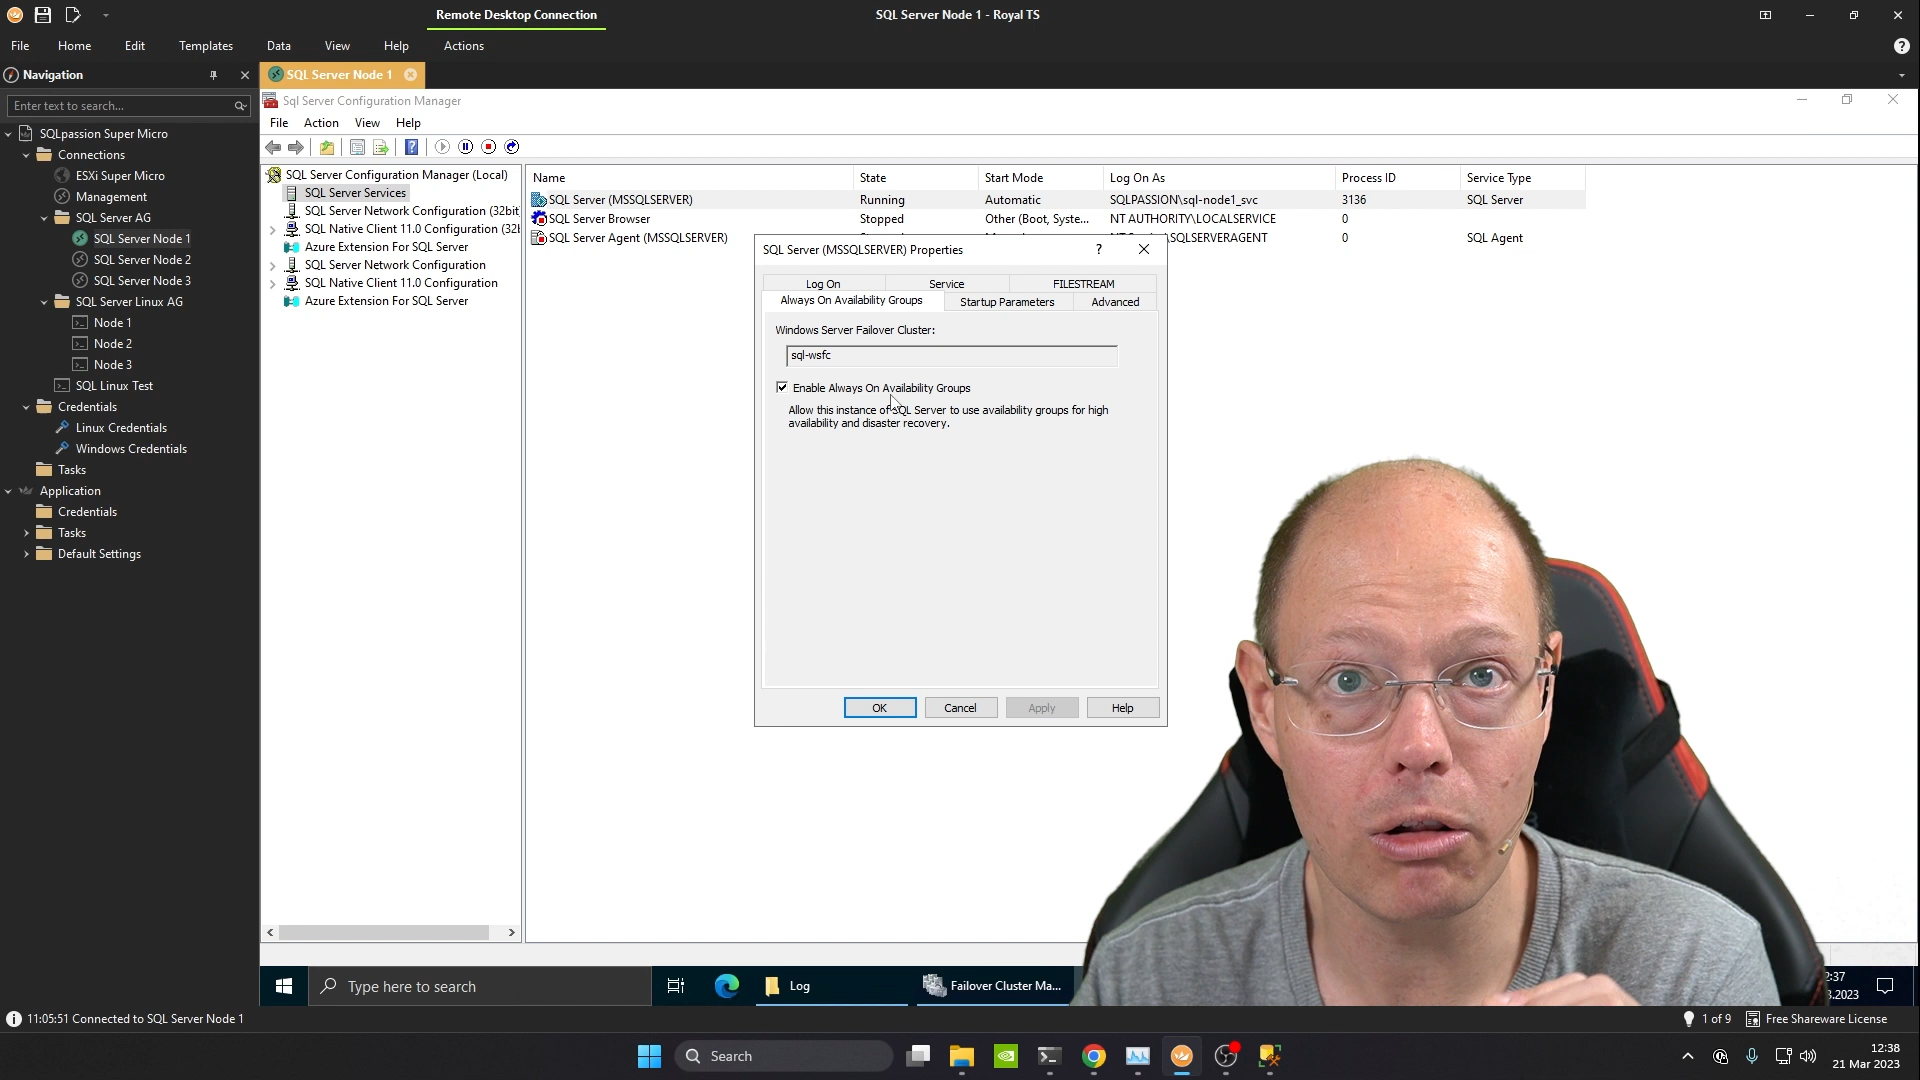 Remote Desktop Connection
SQL Server Node 1 - Royal TS
File Home Edit Templates Data View Help Actions
Navigation
SQL Server Node 1
Enter text to search...
Sql Server Configuration Manager
File Action View Help
SQLpassion Super Micro
Connections
ESXi Super Micro
Management
SQL Server AG
SQL Server Node 1
SQL Server Node 2
SQL Server Node 3
SQL Server Linux AG
Node 1
Node 2
Node 3
SQL Linux Test
Credentials
Linux Credentials
Windows Credentials
Tasks
Application
Credentials
Tasks
Default Settings
SQL Server Configuration Manager (Local)
SQL Server Services
SQL Server Network Configuration (32bit
SQL Native Client 11.0 Configuration (32b
Azure Extension For SQL Server
SQL Server Network Configuration
SQL Native Client 11.0 Configuration
Azure Extension For SQL Server
Name State Start Mode Log On As Process ID Service Type
SQL Server (MSSQLSERVER) Running Automatic SQLPASSION\sql-node1_svc 3136 SQL Server
SQL Server Browser Stopped Other (Boot, Syste... NT AUTHORITY\LOCALSERVICE 0
SQL Server Agent (MSSQLSERVER) \SQLSERVERAGENT 0 SQL Agent
SQL Server (MSSQLSERVER) Properties
?
Log On Service FILESTREAM
Always On Availability Groups Startup Parameters Advanced
Windows Server Failover Cluster:
sql-wsfc
Enable Always On Availability Groups
Allow this instance of SQL Server to use availability groups for high
availability and disaster recovery.
OK Cancel Apply Help
Type here to search
Log
Failover Cluster Ma...
2:37
3.2023
11:05:51 Connected to SQL Server Node 1
1 of 9
Free Shareware License
Search
12:38
21 Mar 2023